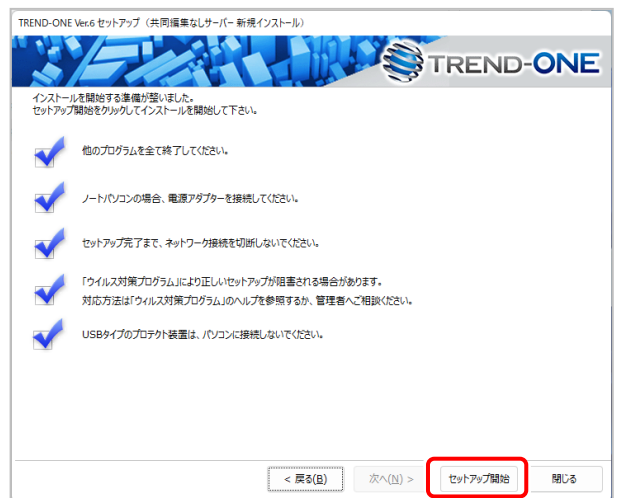 TREND-ONE Ver.6 セットアップ（共同編集なしサーバー 新規インストール）
TREND-ONE
インストールを開始する準備が整いました。
セットアップ開始をクリックしてインストールを開始して下さい。
他のプログラムを全て終了してください。
ノートパソコンの場合、電源アダプターを接続してください。
セットアップ完了まで、ネットワーク接続を切断しないでください。
「ウイルス対策プログラム」により正しいセットアップが阻害される場合があります。
対応方法は「ウィルス対策プログラム」のヘルプを参照するか、管理者へご相談ください。
USBタイプのプロテクト装置は、パソコンに接続しないでください。
< 戻る(B) 次へ(N) > セットアップ開始 閉じる